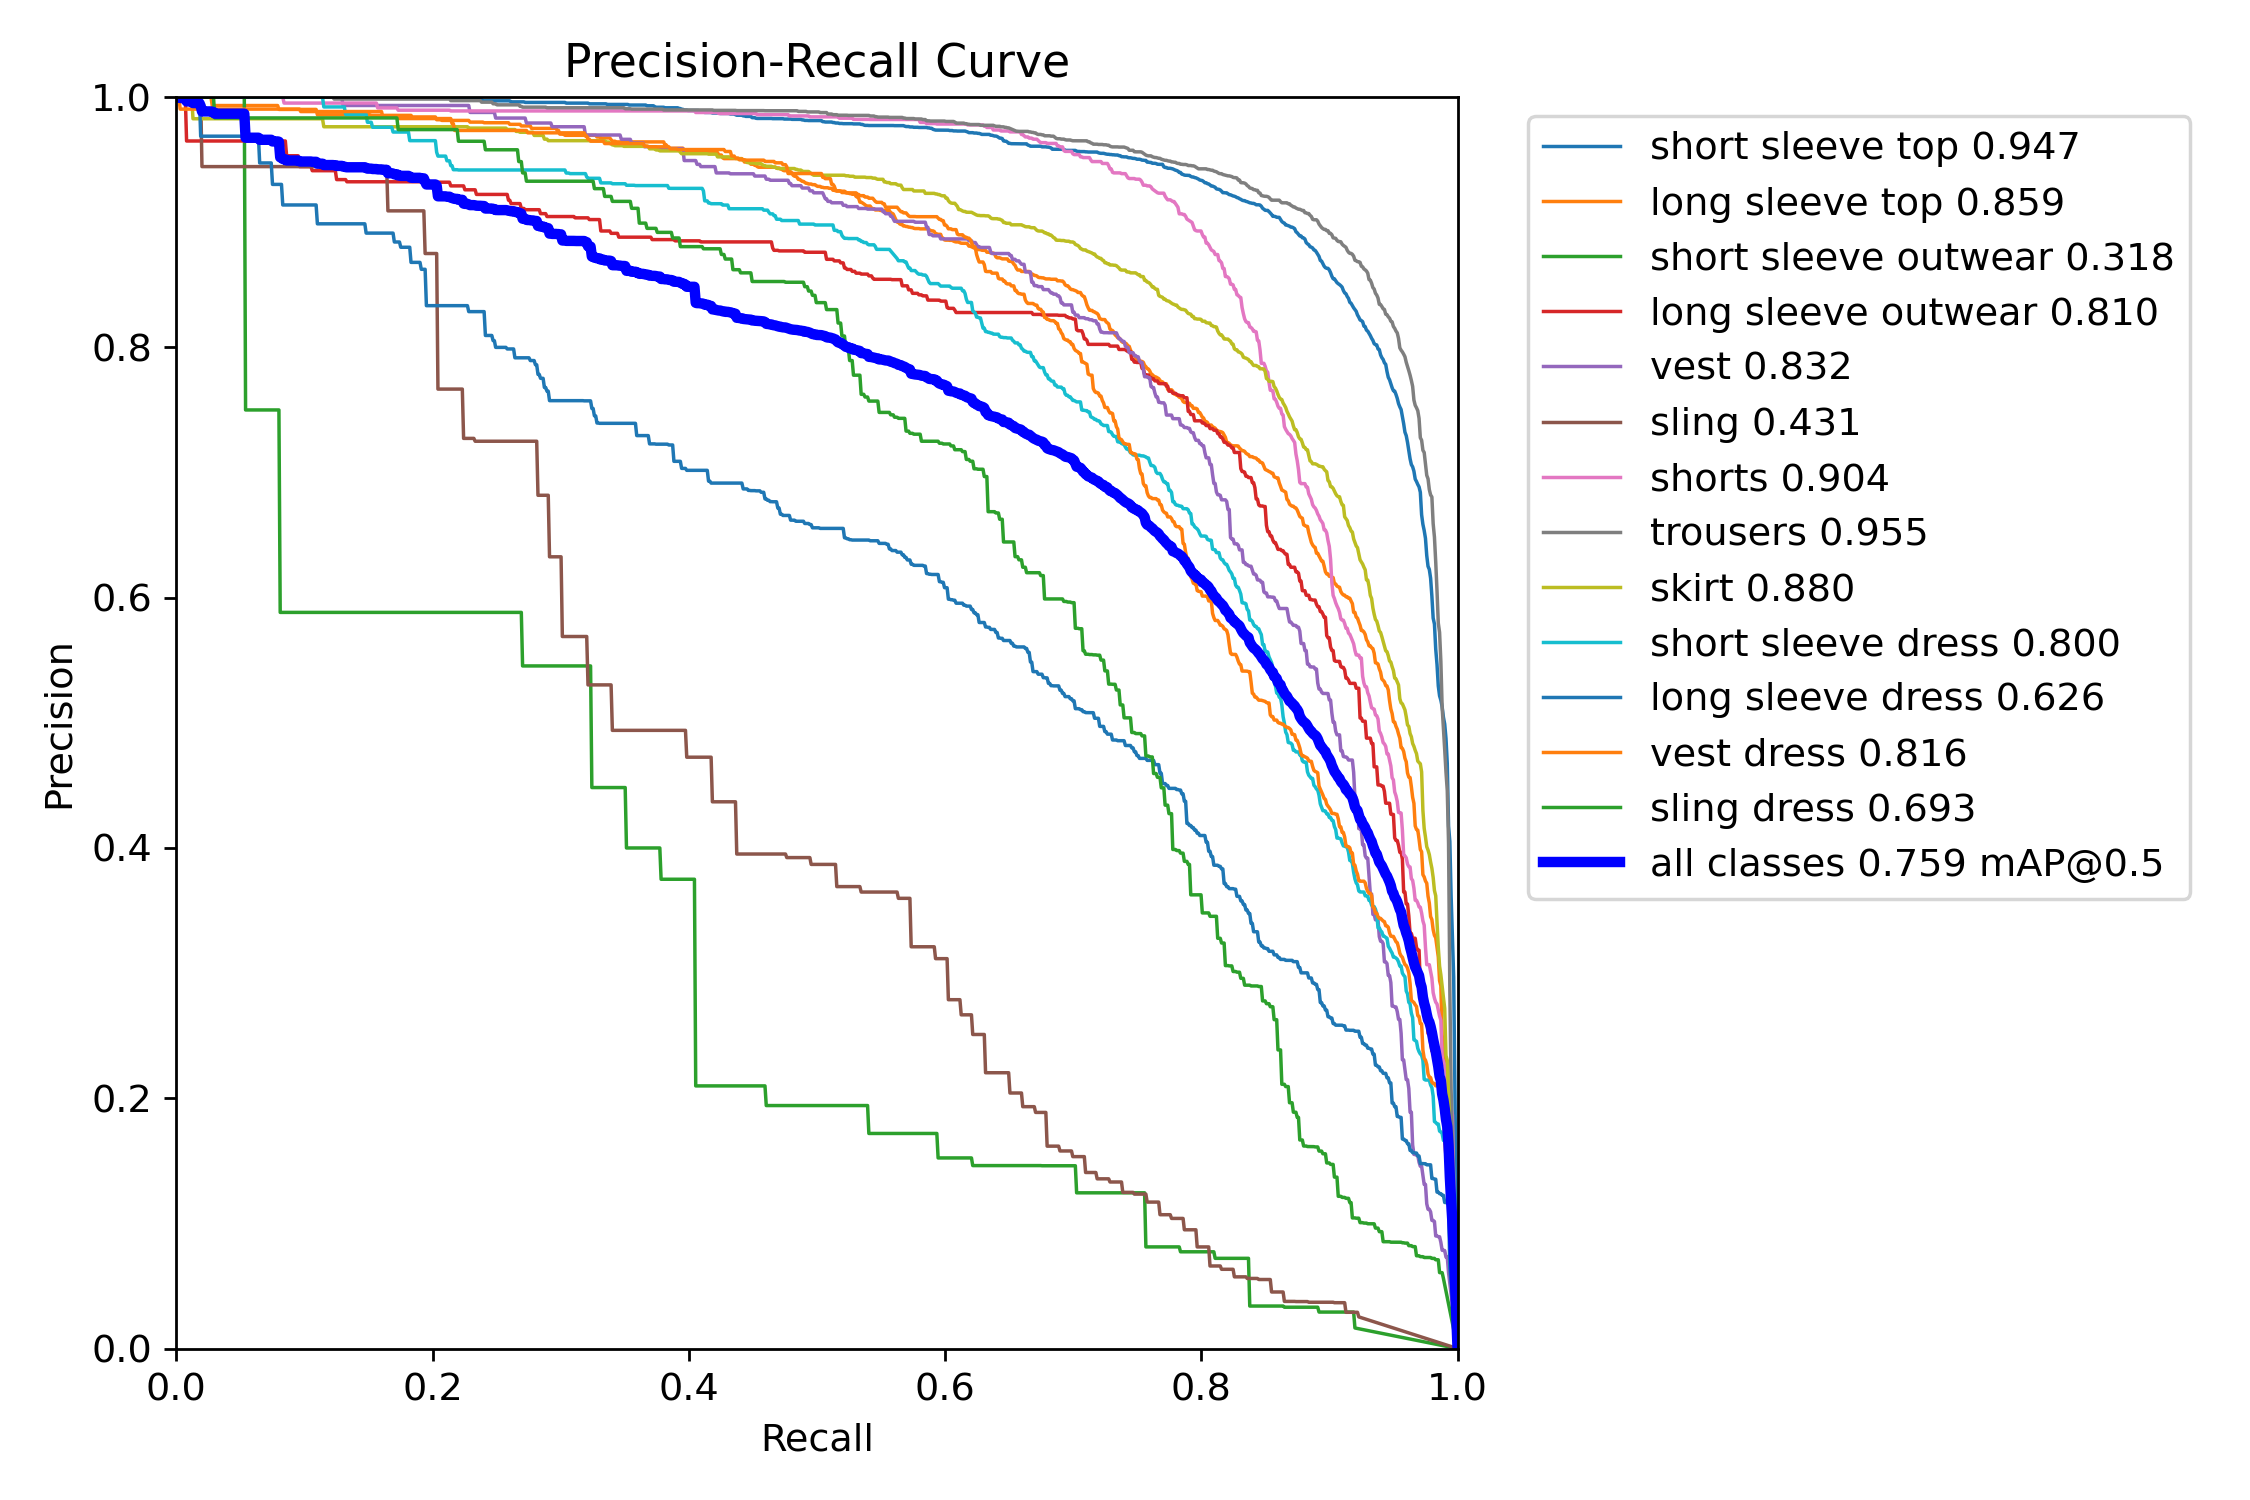 Precision-Recall Curve
1.0
0.8
0.6
0.4
0.2
0.0
Precision
0.0 0.2 0.4 0.6 0.8 1.0
Recall
short sleeve top 0.947
long sleeve top 0.859
short sleeve outwear 0.318
long sleeve outwear 0.810
vest 0.832
sling 0.431
shorts 0.904
trousers 0.955
skirt 0.880
short sleeve dress 0.800
long sleeve dress 0.626
vest dress 0.816
sling dress 0.693
all classes 0.759 mAP@0.5